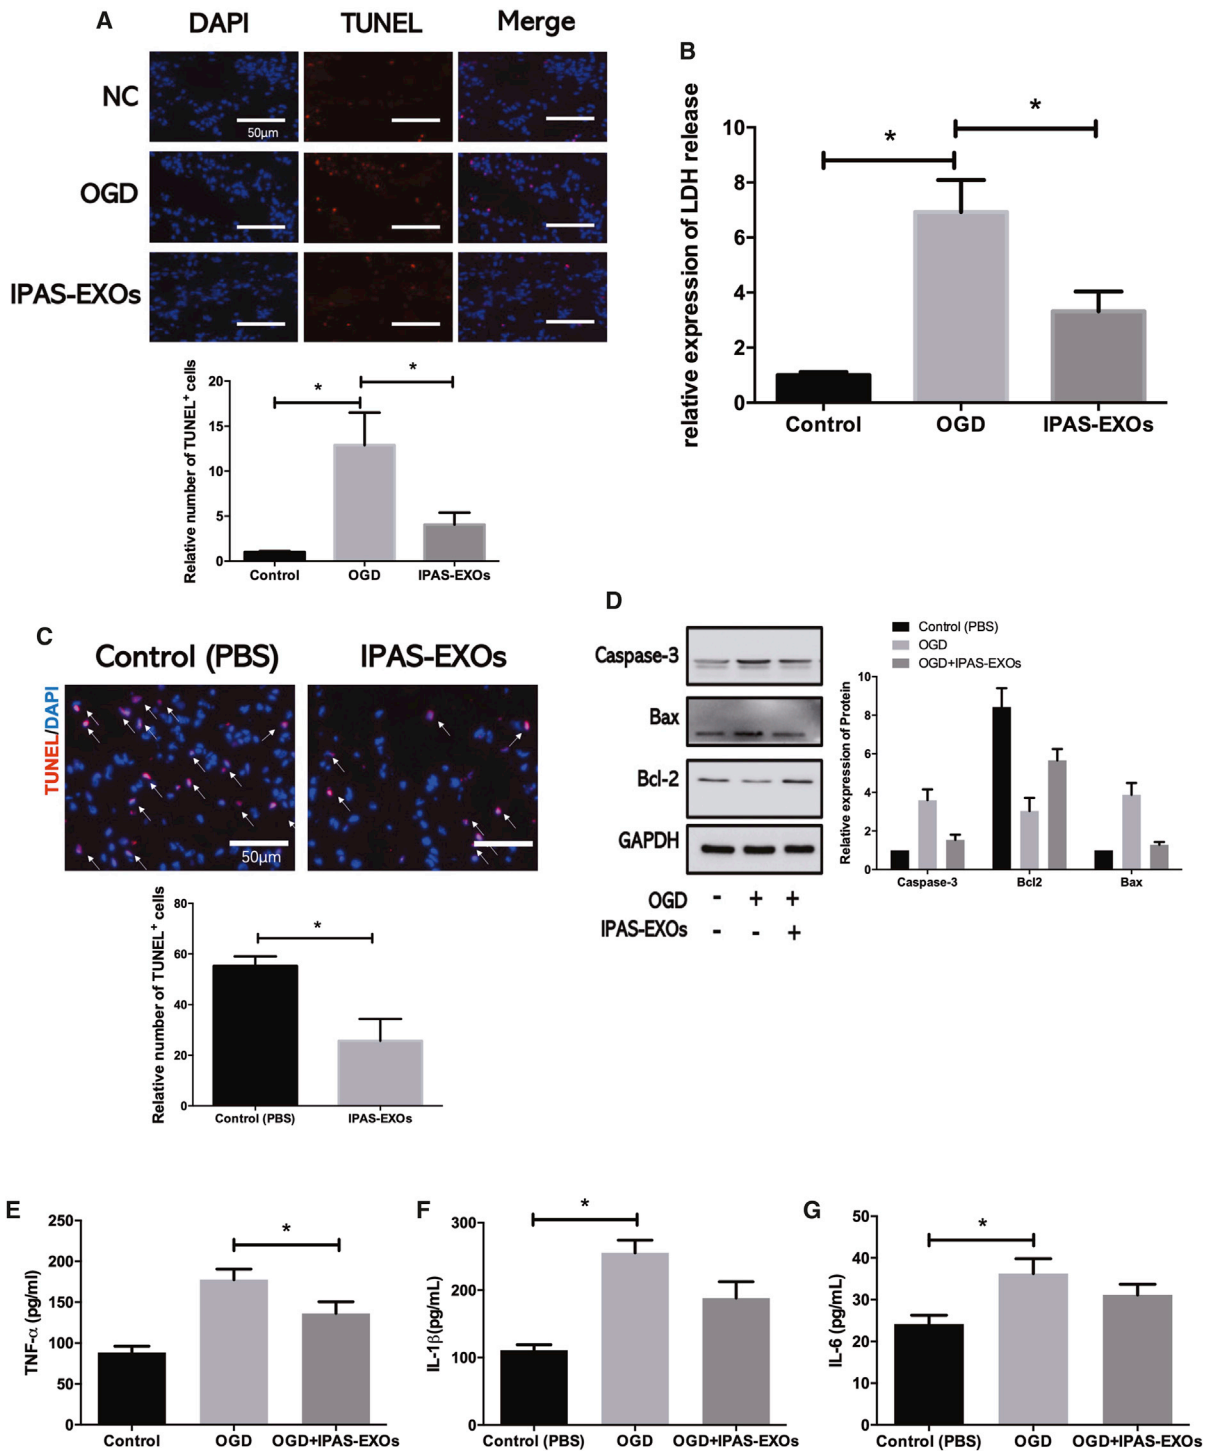 A
DAPI TUNEL Merge
NC
50μm
OGD
IPAS-EXOs
Relative number of TUNEL+ cells
20
15
10
5
0
*
*
Control OGD IPAS-EXOs
B
relative expression of LDH release
10
8
6
4
2
0
*
*
Control OGD IPAS-EXOs
C
Control (PBS) IPAS-EXOs
TUNEL/DAPI
50μm
Relative number of TUNEL+ cells
80
60
40
20
0
*
Control (PBS) IPAS-EXOs
D
Caspase-3
Bax
Bcl-2
GAPDH
OGD - + +
IPAS-EXOs - - +
Control (PBS)
OGD
OGD+IPAS-EXOs
Relative expression of Protein
10
8
6
4
2
0
Caspase-3 Bcl2 Bax
E
TNF-α (pg/ml)
250
200
150
100
50
0
*
Control OGD OGD+IPAS-EXOs
F
IL-1β(pg/mL)
300
200
100
0
*
Control (PBS) OGD OGD+IPAS-EXOs
G
IL-6 (pg/mL)
50
40
30
20
10
0
*
Control (PBS) OGD OGD+IPAS-EXOs